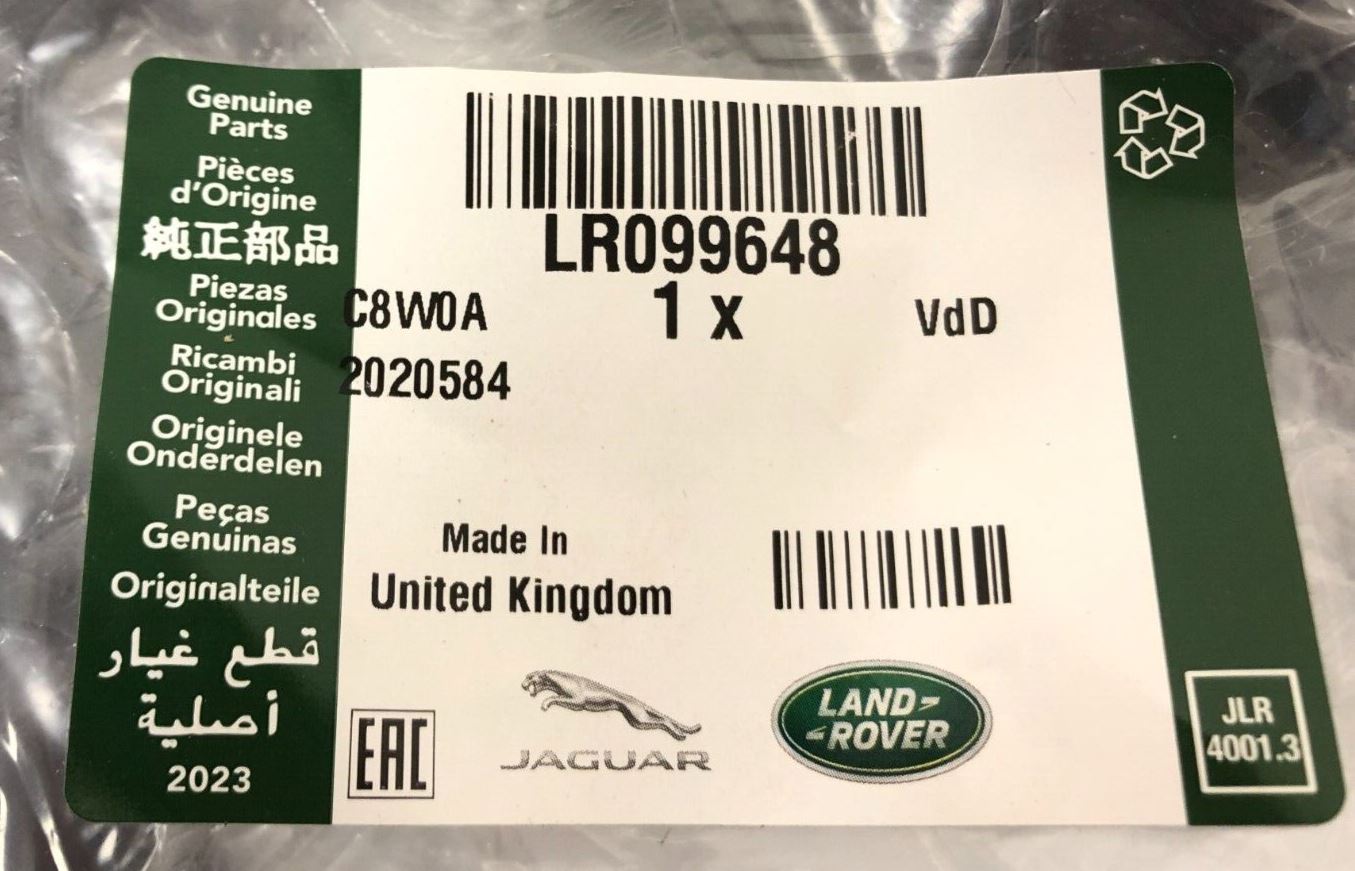 Genuine
Parts
Pièces
d'Origine
純正部品
Piezas
Originales
Ricambi
Originali
Originele
Onderdelen
Peças
Genuinas
Originalteile
قطع غيار
أصلية
2023
LR099648
C8W0A
1 x
VdD
2020584
Made In
United Kingdom
EAC
JAGUAR
LAND-
-ROVER
JLR
4001.3